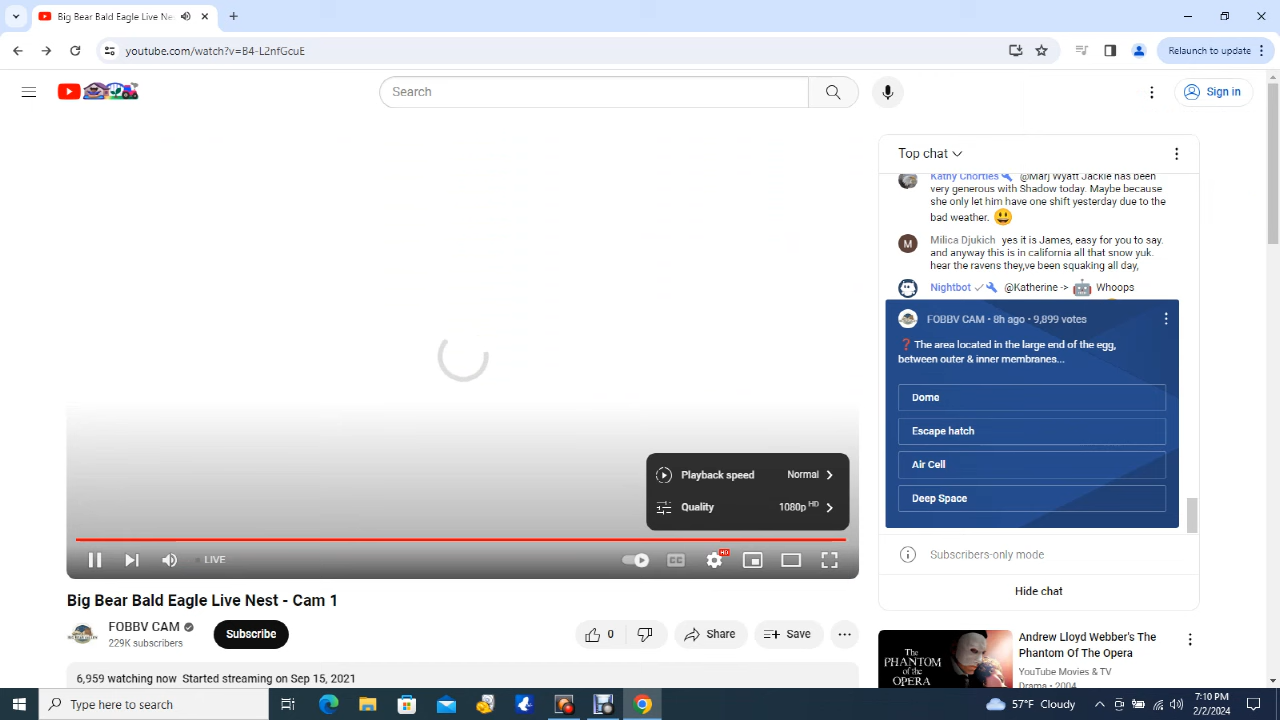 Big Bear Bald Eagle Live Ne
youtube.com/watch?v=B4-L2nfGcuE
Relaunch to update
Search
Sign in
Top chat
Kathy Chortles @Marj Wyatt Jackie has been
very generous with Shadow today. Maybe because
she only let him have one shift yesterday due to the
bad weather. 😃
M
Milica Djukich yes it is James, easy for you to say.
and anyway this is in california all that snow yuk.
hear the ravens they,ve been squaking all day,
Nightbot @Katherine -> 🤖 Whoops
FOBBV CAM • 8h ago • 9,899 votes
❓The area located in the large end of the egg,
between outer & inner membranes...
Dome
Escape hatch
Air Cell
Deep Space
Subscribers-only mode
Hide chat
Playback speed Normal
Quality 1080p HD
LIVE
CC
HD
Big Bear Bald Eagle Live Nest - Cam 1
FOBBV CAM
229K subscribers
Subscribe
0
Share
Save
6,959 watching now Started streaming on Sep 15, 2021
The
PHANTOM
of the
OPERA
Andrew Lloyd Webber's The
Phantom Of The Opera
YouTube Movies & TV
Drama • 2004
Type here to search
57°F Cloudy
7:10 PM
2/2/2024